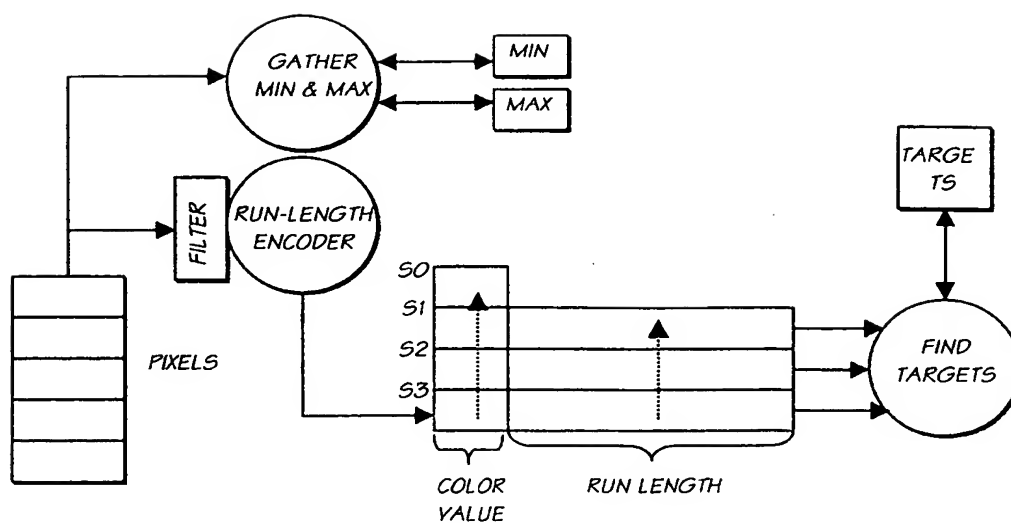 GATHER
MIN & MAX
MIN
MAX
TARGE
TS
FILTER
RUN-LENGTH
ENCODER
S0
S1
S2
S3
PIXELS
FIND
TARGETS
COLOR
VALUE
RUN LENGTH